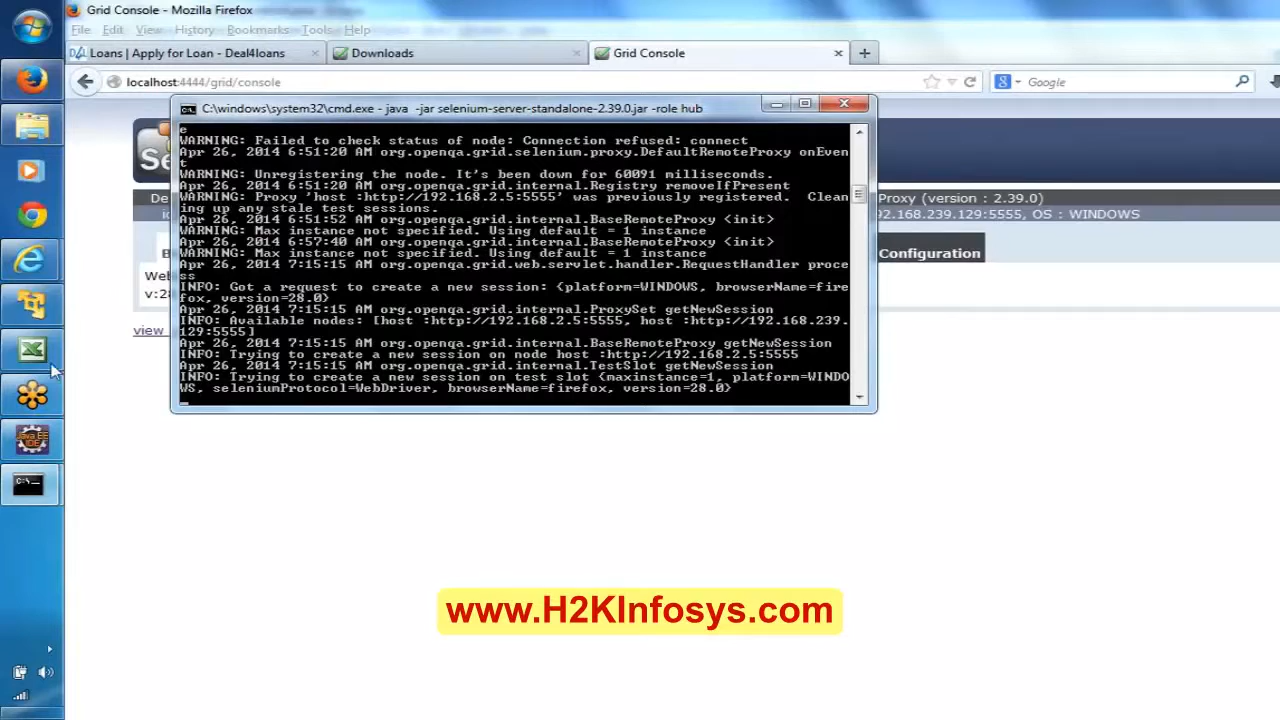 Grid Console - Mozilla Firefox
File Edit View History Bookmarks Tools Help
Loans | Apply for Loan - Deal4loans
Downloads
Grid Console
localhost:4444/grid/console
Google
C:\windows\system32\cmd.exe - java -jar selenium-server-standalone-2.39.0.jar -role hub
e
WARNING: Failed to check status of node: Connection refused: connect
Apr 26, 2014 6:51:20 AM org.openqa.grid.selenium.proxy.DefaultRemoteProxy onEven
t
WARNING: Unregistering the node. It's been down for 60091 milliseconds.
Apr 26, 2014 6:51:20 AM org.openqa.grid.internal.Registry removeIfPresent
WARNING: Proxy 'host :http://192.168.2.5:5555' was previously registered. Clean
ing up any stale test sessions.
Apr 26, 2014 6:51:52 AM org.openqa.grid.internal.BaseRemoteProxy <init>
WARNING: Max instance not specified. Using default = 1 instance
Apr 26, 2014 6:57:40 AM org.openqa.grid.internal.BaseRemoteProxy <init>
WARNING: Max instance not specified. Using default = 1 instance
Apr 26, 2014 7:15:15 AM org.openqa.grid.web.servlet.handler.RequestHandler proce
ss
INFO: Got a request to create a new session: {platform=WINDOWS, browserName=fire
fox, version=28.0}
Apr 26, 2014 7:15:15 AM org.openqa.grid.internal.ProxySet getNewSession
INFO: Available nodes: [host :http://192.168.2.5:5555, host :http://192.168.239.
129:5555]
Apr 26, 2014 7:15:15 AM org.openqa.grid.internal.BaseRemoteProxy getNewSession
INFO: Trying to create a new session on node host :http://192.168.2.5:5555
Apr 26, 2014 7:15:15 AM org.openqa.grid.internal.TestSlot getNewSession
INFO: Trying to create a new session on test slot {maxinstance=1, platform=WINDO
WS, seleniumProtocol=WebDriver, browserName=firefox, version=28.0}
Se
De
Proxy (version : 2.39.0)
92.168.239.129:5555, OS : WINDOWS
Configuration
Web
v:28
view
Java EE
IDE
C:\
www.H2KInfosys.com